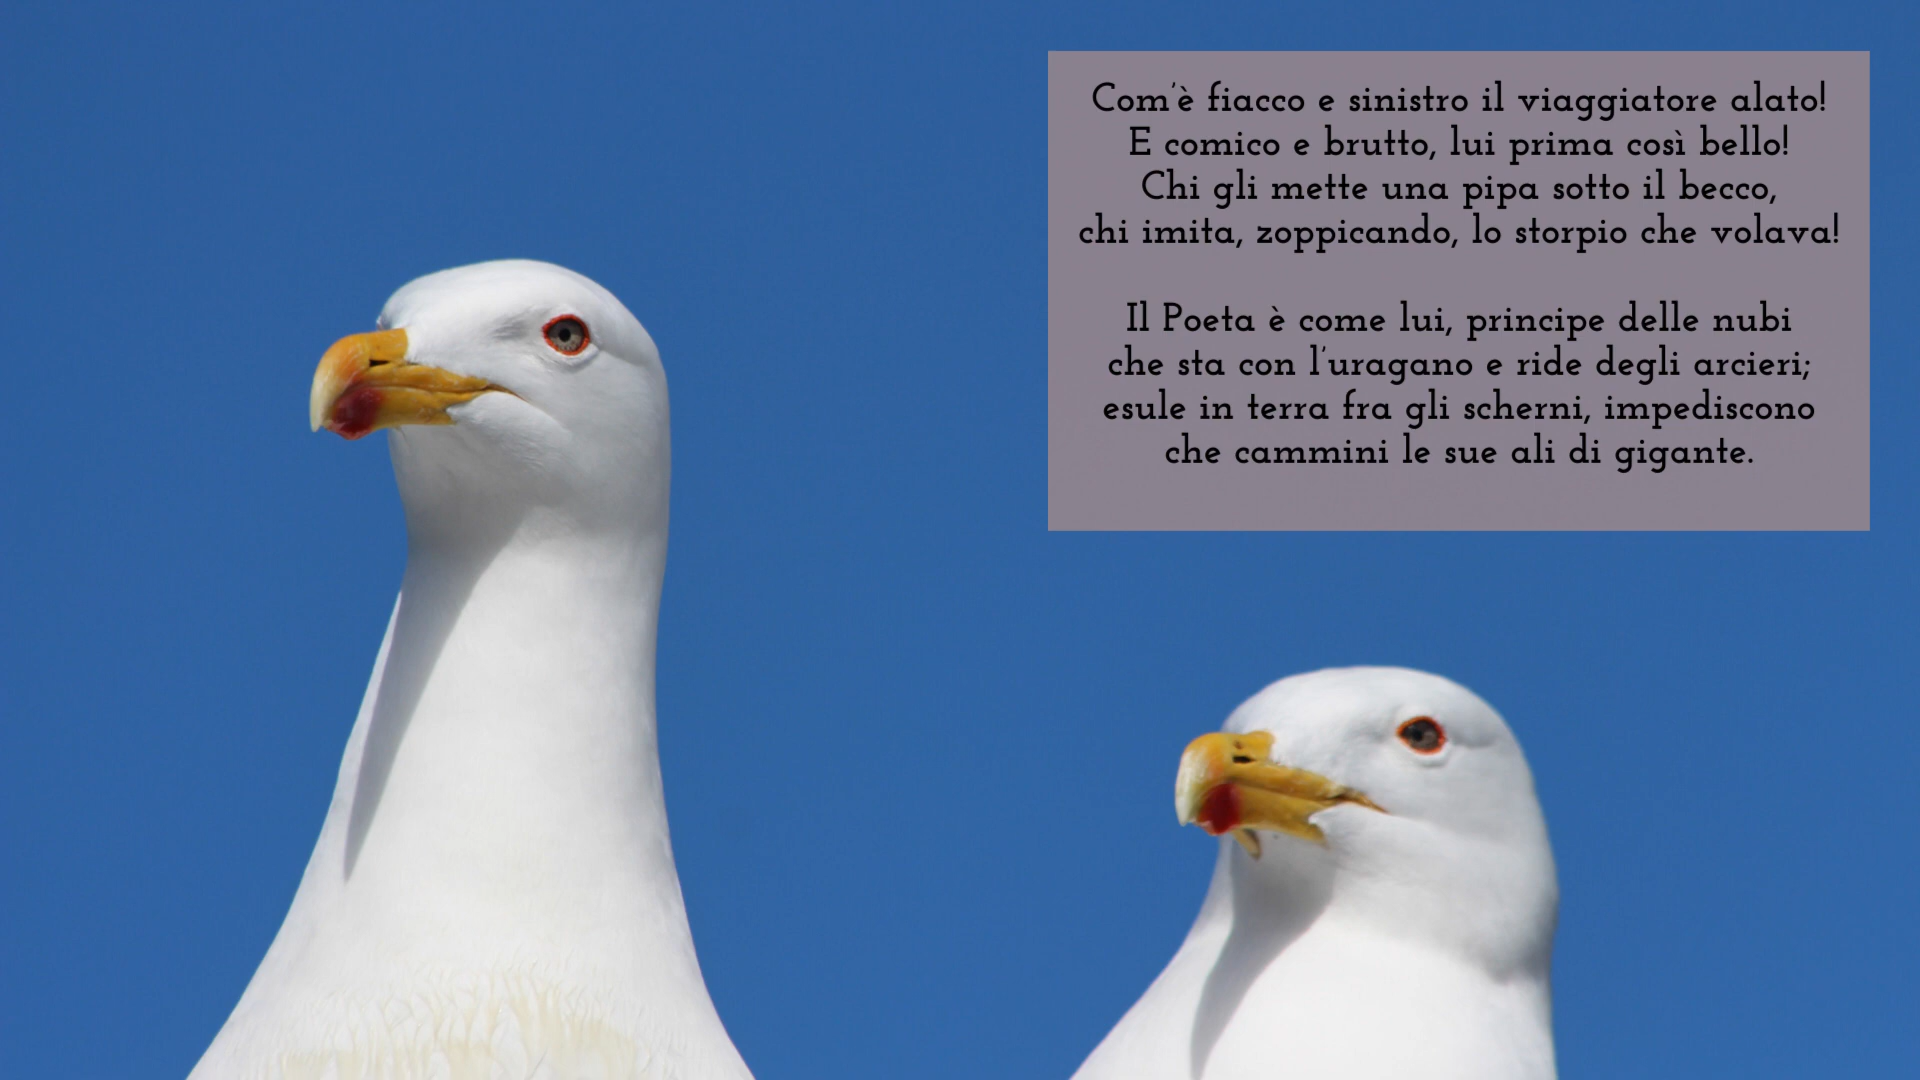 Com'è fiacco e sinistro il viaggiatore alato!
E comico e brutto, lui prima così bello!
Chi gli mette una pipa sotto il becco,
chi imita, zoppicando, lo storpio che volava!
Il Poeta è come lui, principe delle nubi
che sta con l'uragano e ride degli arcieri;
esule in terra fra gli scherni, impediscono
che cammini le sue ali di gigante.